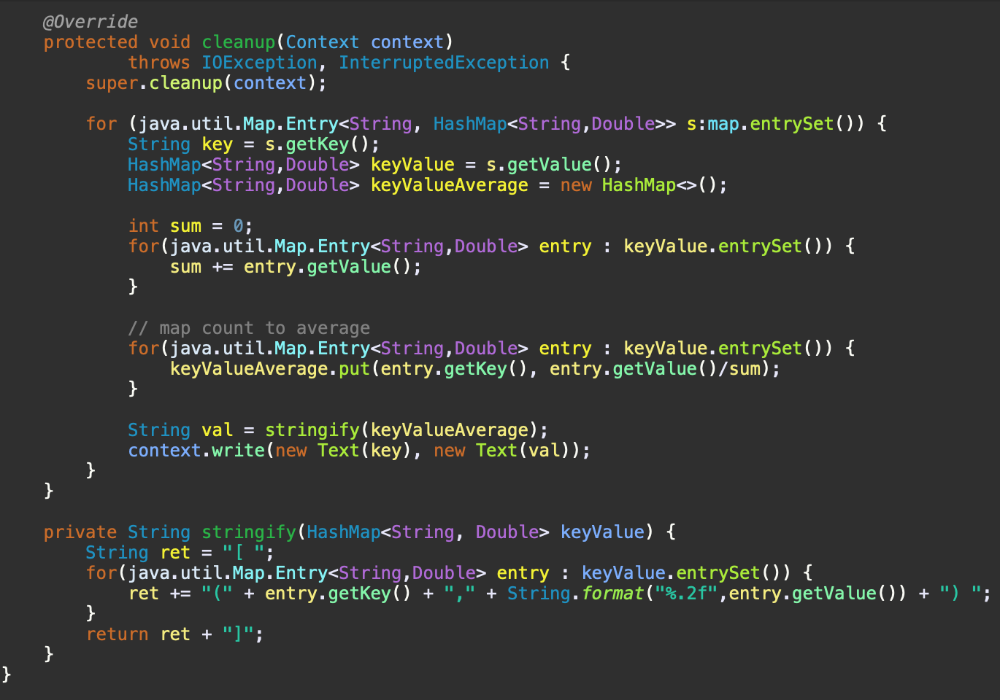 @Override
protected void cleanup(Context context)
throws IOException, InterruptedException {
super.cleanup(context);
for (java.util.Map.Entry<String, HashMap<String,Double>> s:map.entrySet()) {
String key = s.getKey();
HashMap<String,Double> keyValue = s.getValue();
HashMap<String,Double> keyValueAverage = new HashMap<>();
int sum = 0;
for(java.util.Map.Entry<String,Double> entry : keyValue.entrySet()) {
sum += entry.getValue();
}
// map count to average
for(java.util.Map.Entry<String,Double> entry : keyValue.entrySet()) {
keyValueAverage.put(entry.getKey(), entry.getValue()/sum);
}
String val = stringify(keyValueAverage);
context.write(new Text(key), new Text(val));
}
}
private String stringify(HashMap<String, Double> keyValue) {
String ret = "[ ";
for(java.util.Map.Entry<String,Double> entry : keyValue.entrySet()) {
ret += "(" + entry.getKey() + "," + String.format("%.2f",entry.getValue()) + ") ";
}
return ret + "]";
}
}